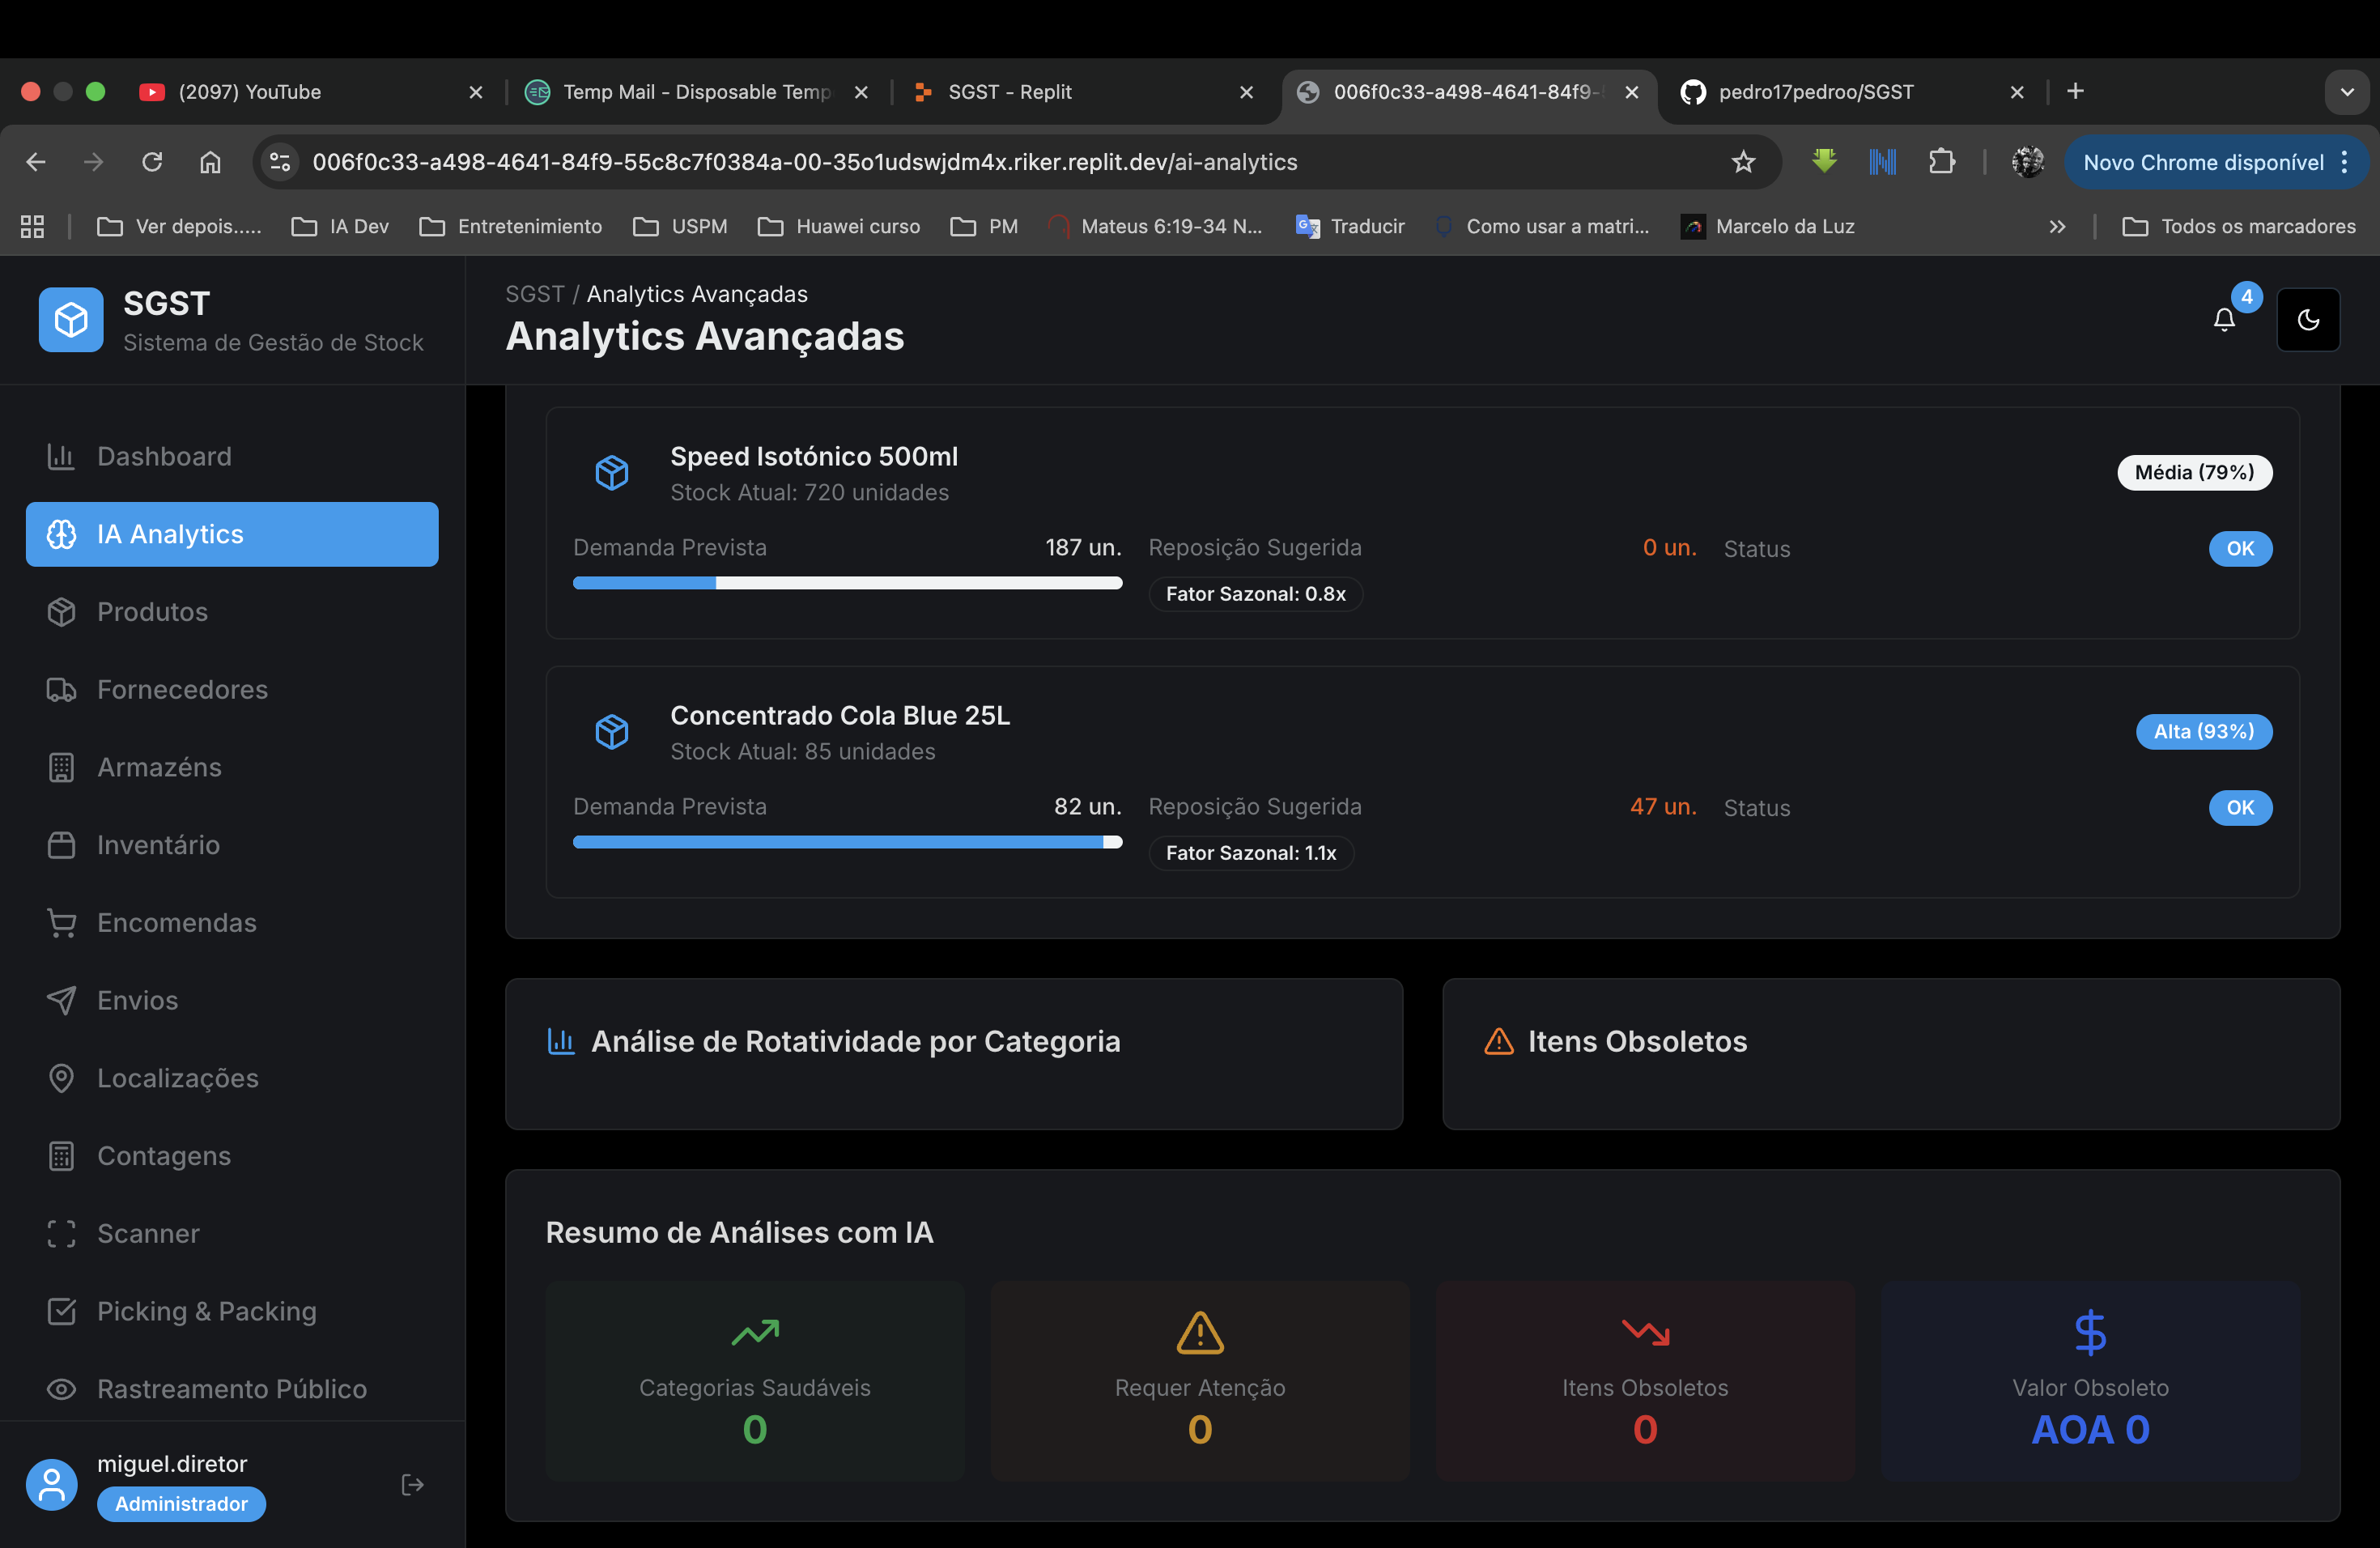 (2097) YouTube
Temp Mail - Disposable Temp
SGST - Replit
006f0c33-a498-4641-84f9-
pedro17pedroo/SGST
006f0c33-a498-4641-84f9-55c8c7f0384a-00-35o1udswjdm4x.riker.replit.dev/ai-analytics
Novo Chrome disponível
Ver depois.....
IA Dev
Entretenimiento
USPM
Huawei curso
PM
Mateus 6:19-34 N...
Traducir
Como usar a matri...
Marcelo da Luz
Todos os marcadores
SGST
Sistema de Gestão de Stock
Dashboard
IA Analytics
Produtos
Fornecedores
Armazéns
Inventário
Encomendas
Envios
Localizações
Contagens
Scanner
Picking & Packing
Rastreamento Público
miguel.diretor
Administrador
SGST / Analytics Avançadas
Analytics Avançadas
4
Speed Isotónico 500ml
Stock Atual: 720 unidades
Média (79%)
Demanda Prevista 187 un.
Reposição Sugerida 0 un.
Status OK
Fator Sazonal: 0.8x
Concentrado Cola Blue 25L
Stock Atual: 85 unidades
Alta (93%)
Demanda Prevista 82 un.
Reposição Sugerida 47 un.
Status OK
Fator Sazonal: 1.1x
Análise de Rotatividade por Categoria
Itens Obsoletos
Resumo de Análises com IA
Categorias Saudáveis
0
Requer Atenção
0
Itens Obsoletos
0
Valor Obsoleto
AOA 0